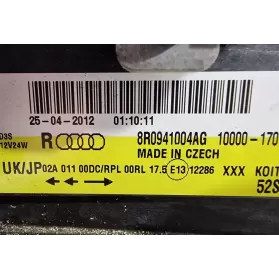 25-04-2012 01:10:11
D3S
12V24W R 8R0941004AG 10000-170
MADE IN CZECH
UK/JP 02A 011 00DC/RPL 00RL 17.5 E13 12286 XXX KOIT
52S